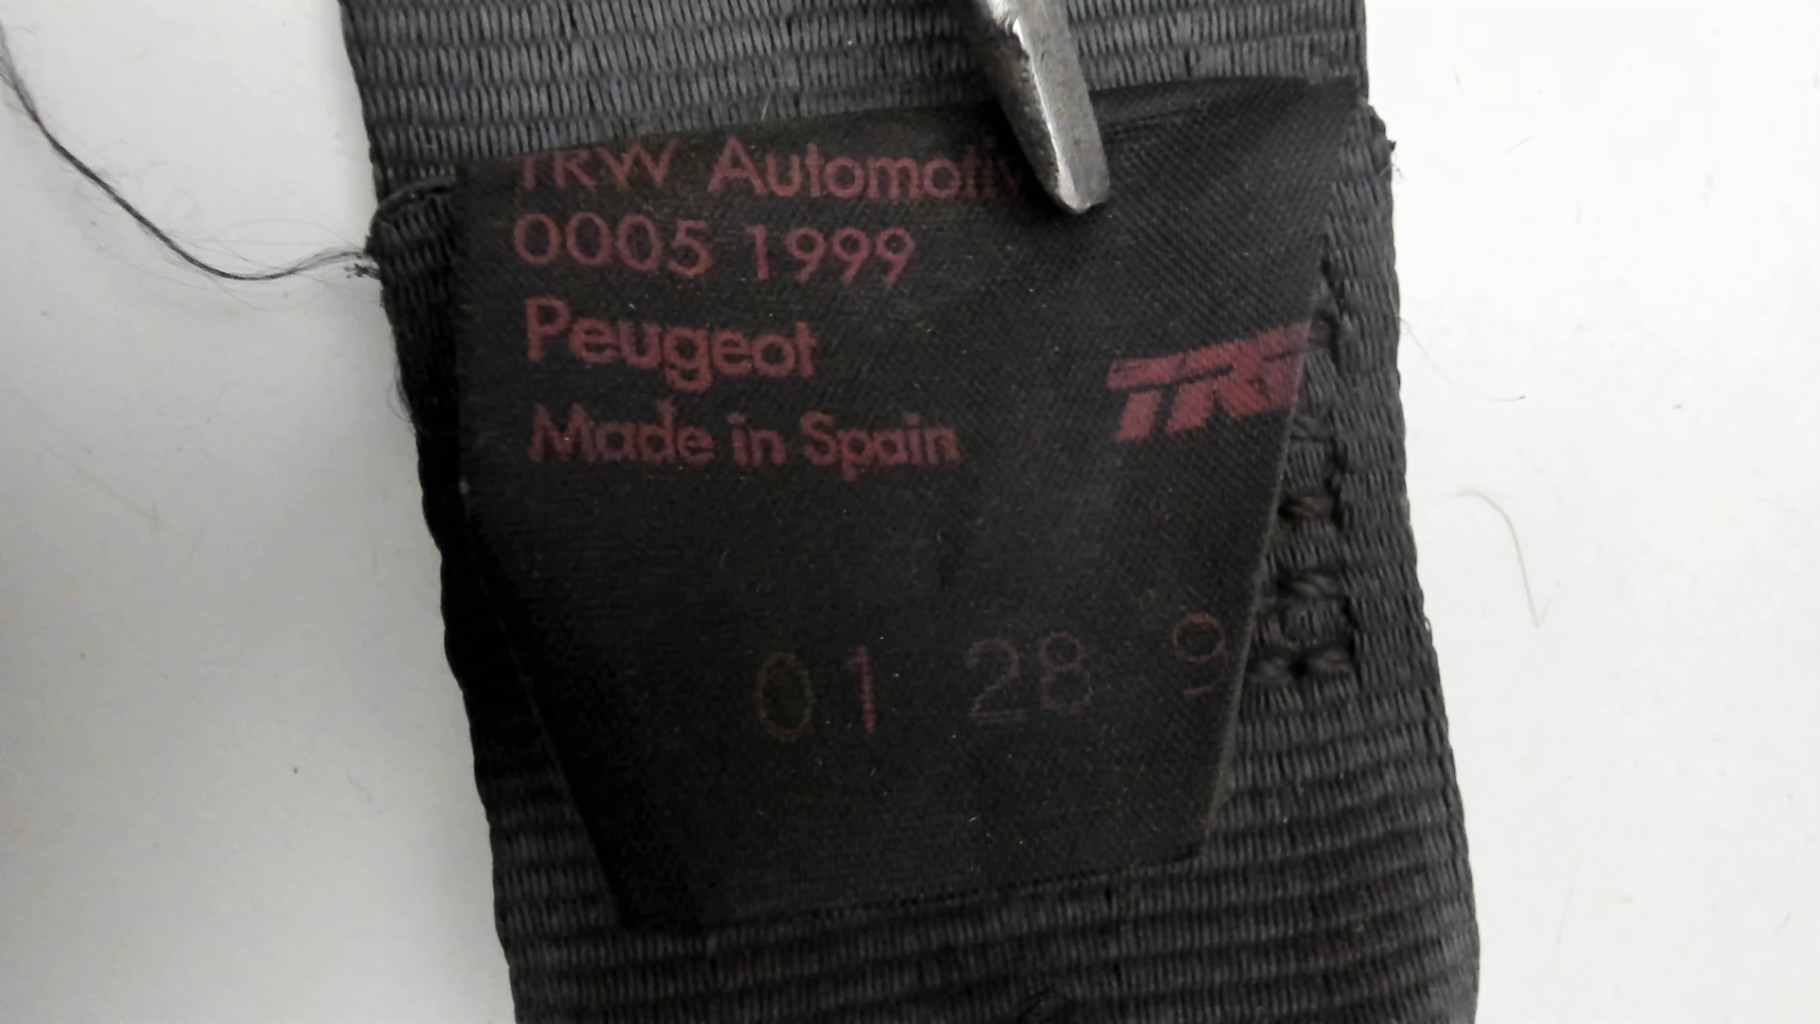 TRW Automotiv
0005 1999
Peugeot
TRW
Made in Spain
01 28 9